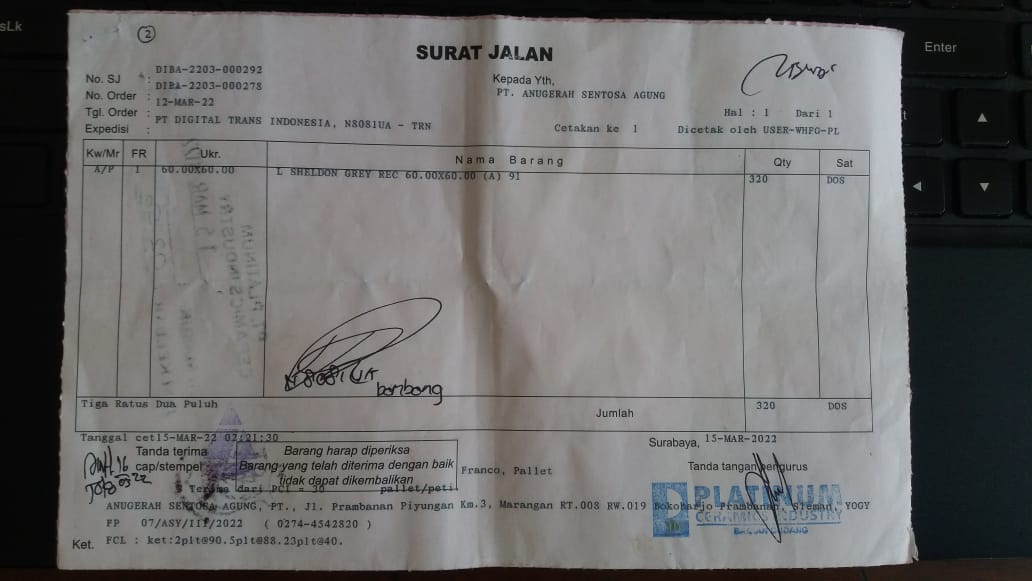 2
SURAT JALAN
No. SJ : DIBA-2203-000292
No. Order : DIBA-2203-000278
Tgl. Order : 12-MAR-22
Expedisi : PT DIGITAL TRANS INDONESIA, N8081UA - TRN
Kepada Yth,
PT. ANUGERAH SENTOSA AGUNG
Hal : 1 Dari 1
Cetakan ke 1 Dicetak oleh USER-WHFG-PL
Kw/Mr FR Ukr. Nama Barang Qty Sat
A/P 1 60.00X60.00 L SHELDON GREY REC 60.00X60.00 (A) 91 320 DOS
N8081UA
bambang
Tiga Ratus Dua Puluh Jumlah 320 DOS
Tanggal cet15-MAR-22 02:21:30
Surabaya, 15-MAR-2022
Tanda terima
cap/stempel
Barang harap diperiksa
Barang yang telah diterima dengan baik
tidak dapat dikembalikan
Franco, Pallet
Tanda tangan pengurus
Terima dari PCI = 30 pallet/peti
ANUGERAH SENTOSA AGUNG, PT., Jl. Prambanan Piyungan Km.3, Marangan RT.008 RW.019 Bokoharjo Prambanan, Sleman, YOGY
FP 07/ASY/III/2022 ( 0274-4542820 )
Ket. FCL : ket:2plt@90.5plt@88.23plt@40.
PLATINUM
CERAMICS INDUSTRY
Enter